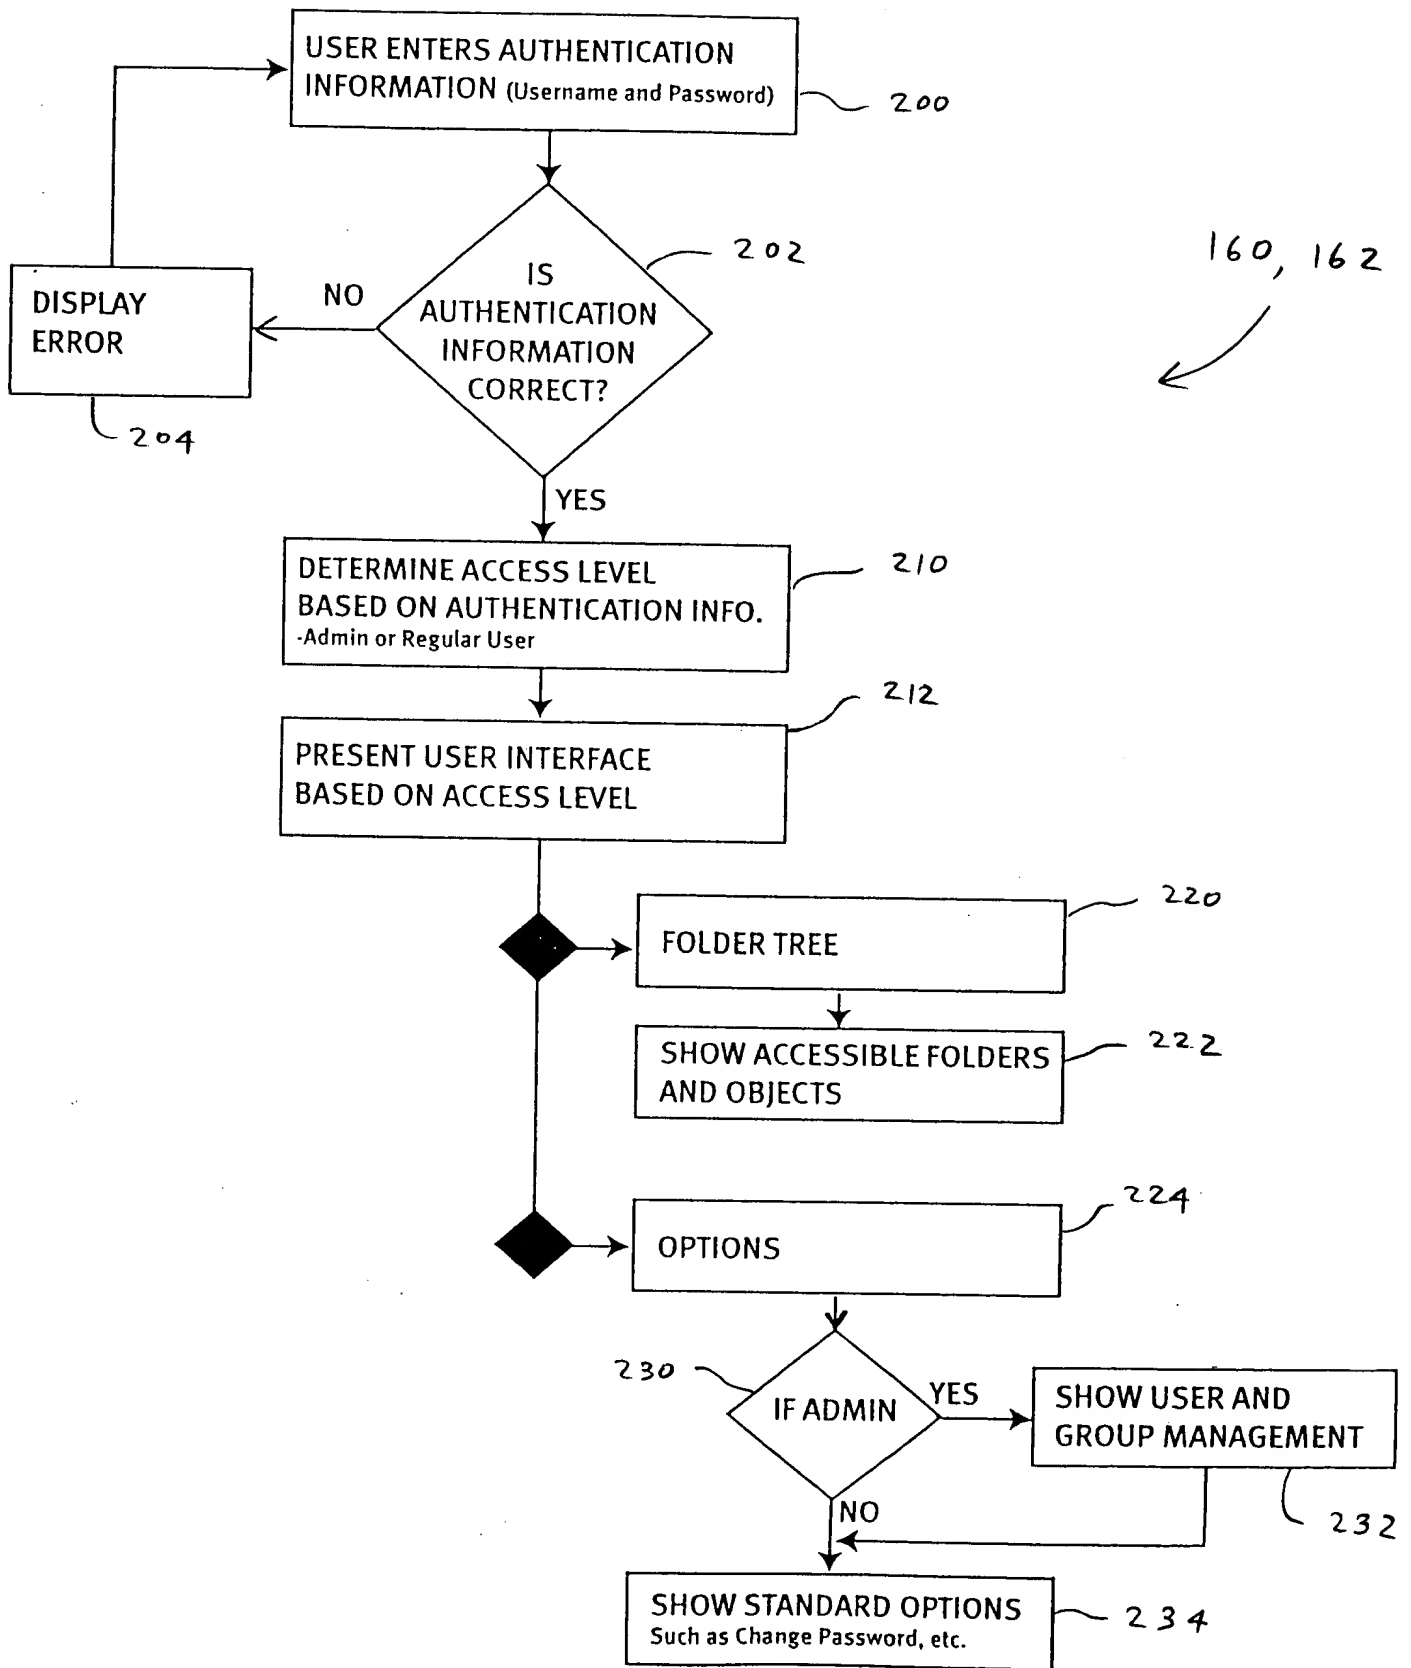 USER ENTERS AUTHENTICATION
INFORMATION (Username and Password)
200
202
160, 162
IS
AUTHENTICATION
INFORMATION
CORRECT?
NO
DISPLAY
ERROR
204
YES
DETERMINE ACCESS LEVEL
BASED ON AUTHENTICATION INFO.
-Admin or Regular User
210
212
PRESENT USER INTERFACE
BASED ON ACCESS LEVEL
220
FOLDER TREE
SHOW ACCESSIBLE FOLDERS
AND OBJECTS
222
224
OPTIONS
230
IF ADMIN
YES
SHOW USER AND
GROUP MANAGEMENT
232
NO
SHOW STANDARD OPTIONS
Such as Change Password, etc.
234